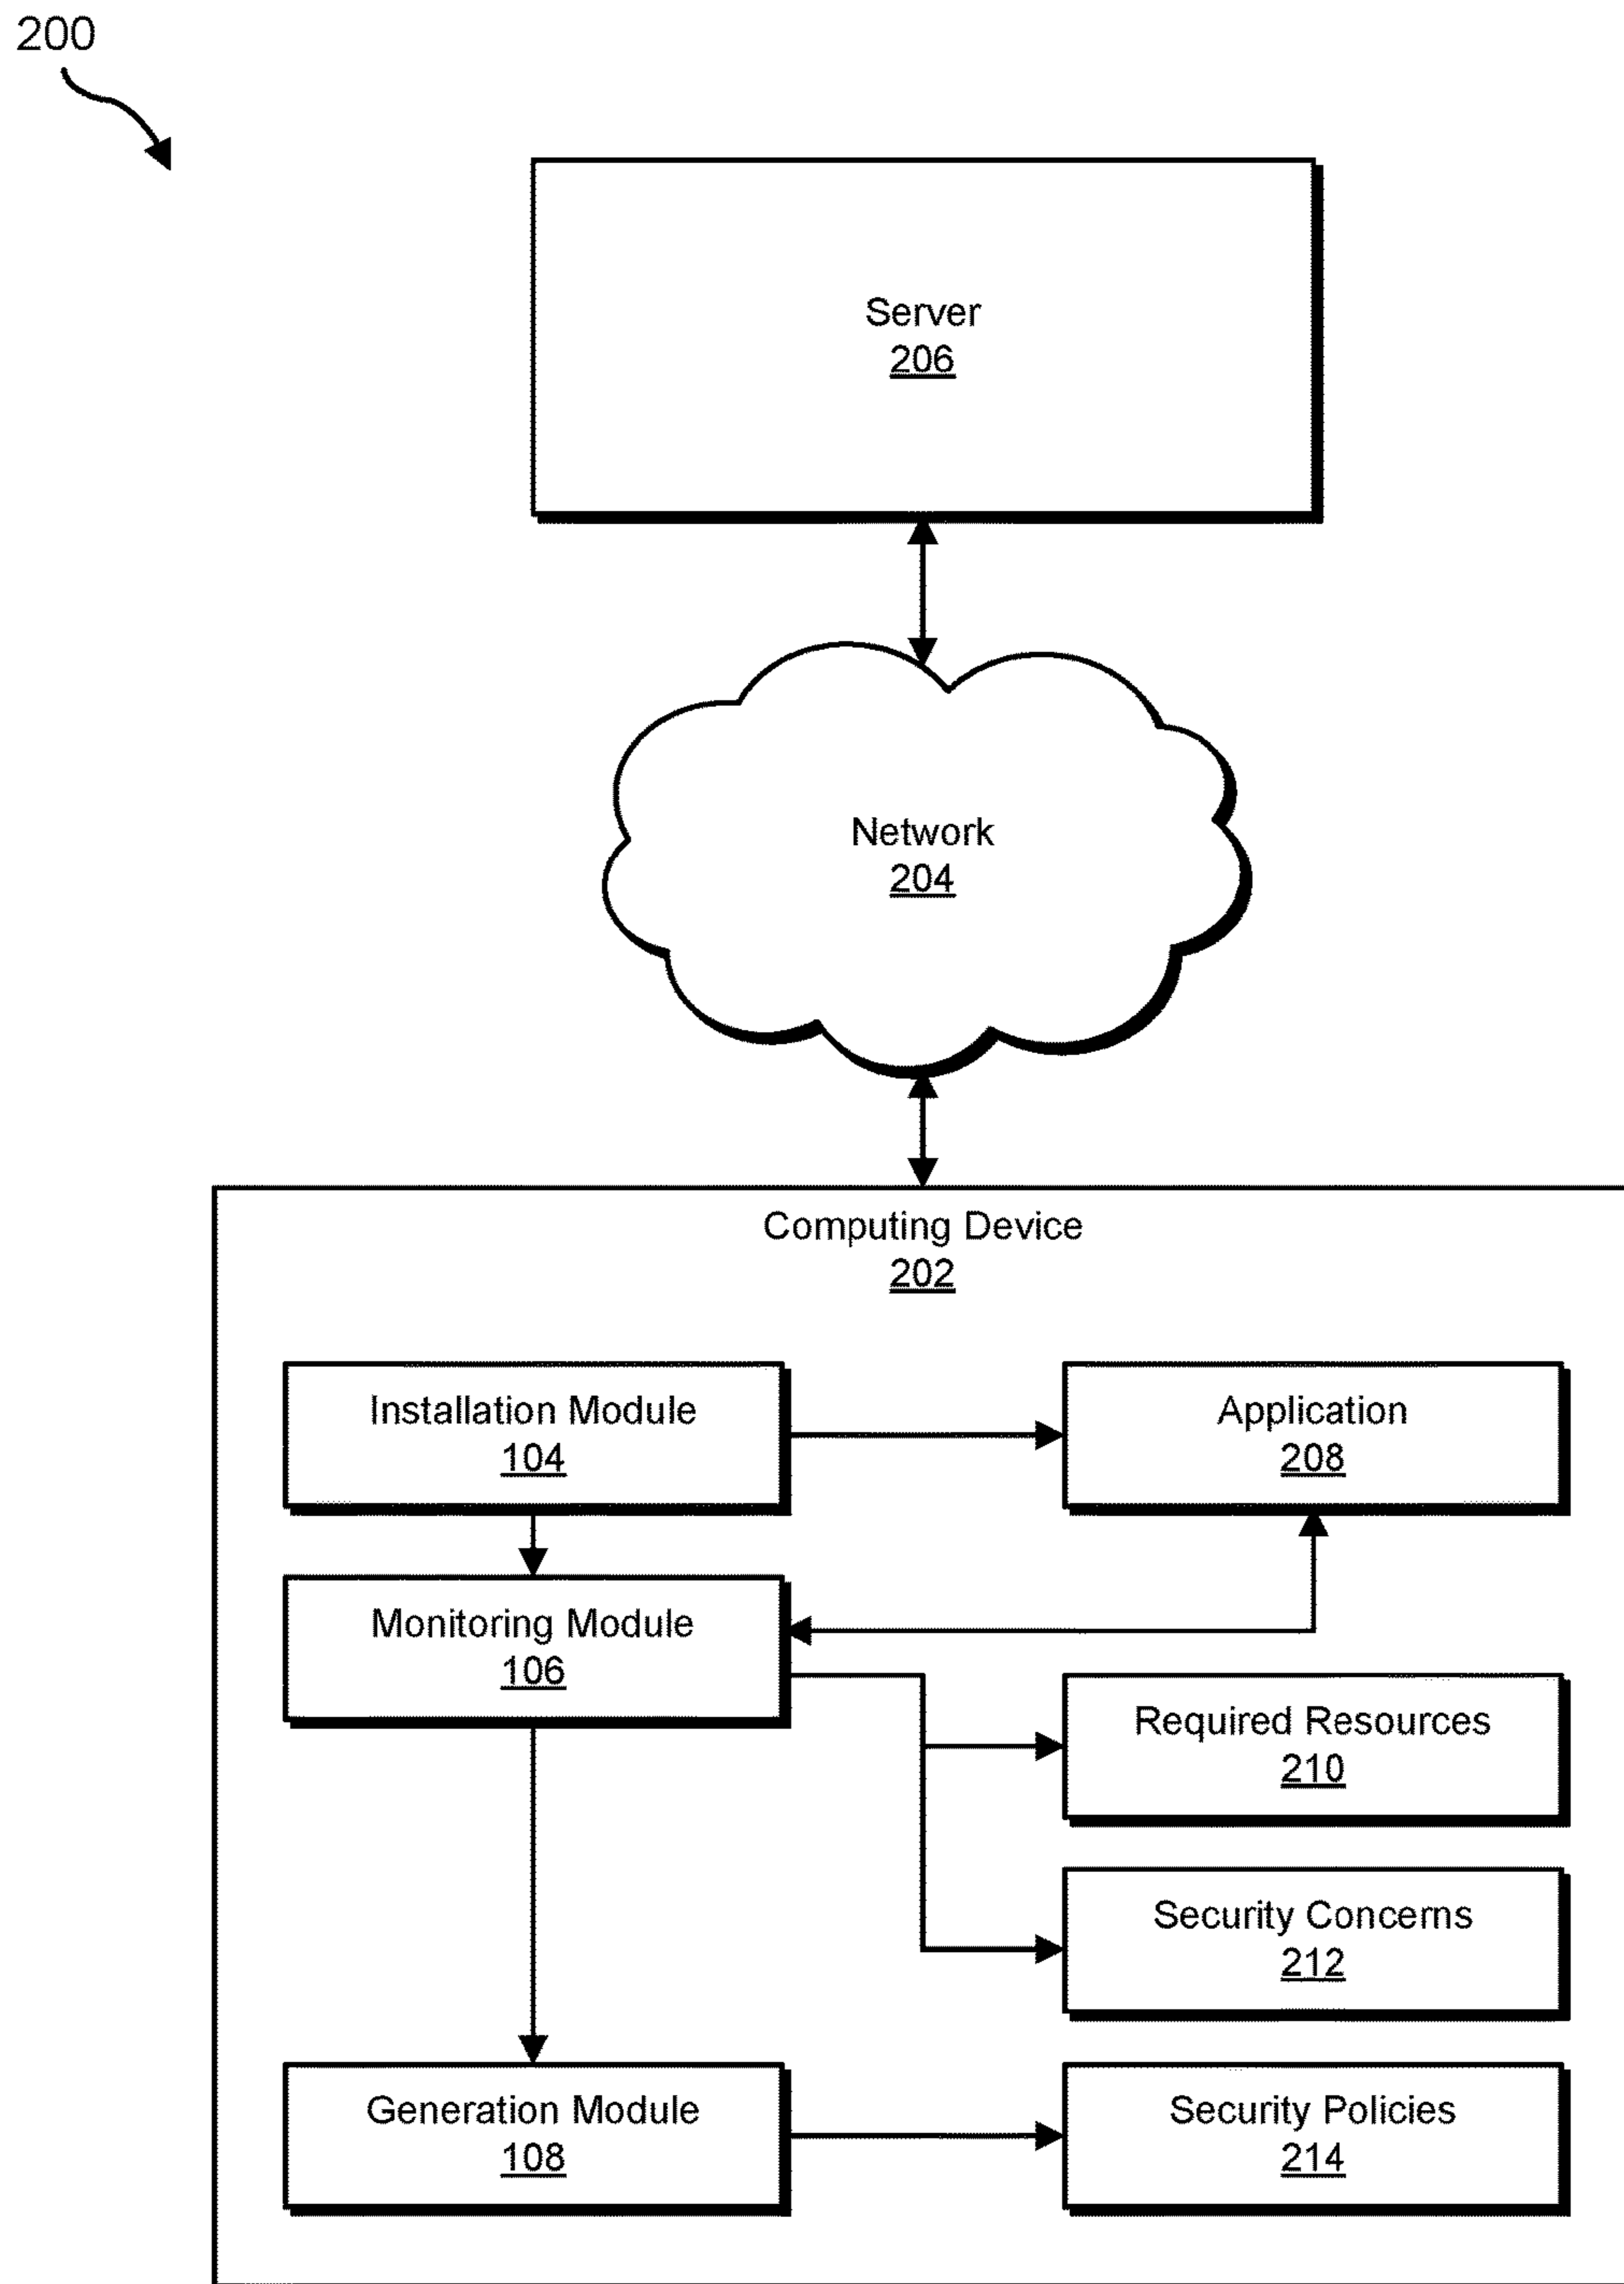 200
Server
206
Network
204
Computing Device
202
Installation Module
104
Application
208
Monitoring Module
106
Required Resources
210
Security Concerns
212
Generation Module
108
Security Policies
214